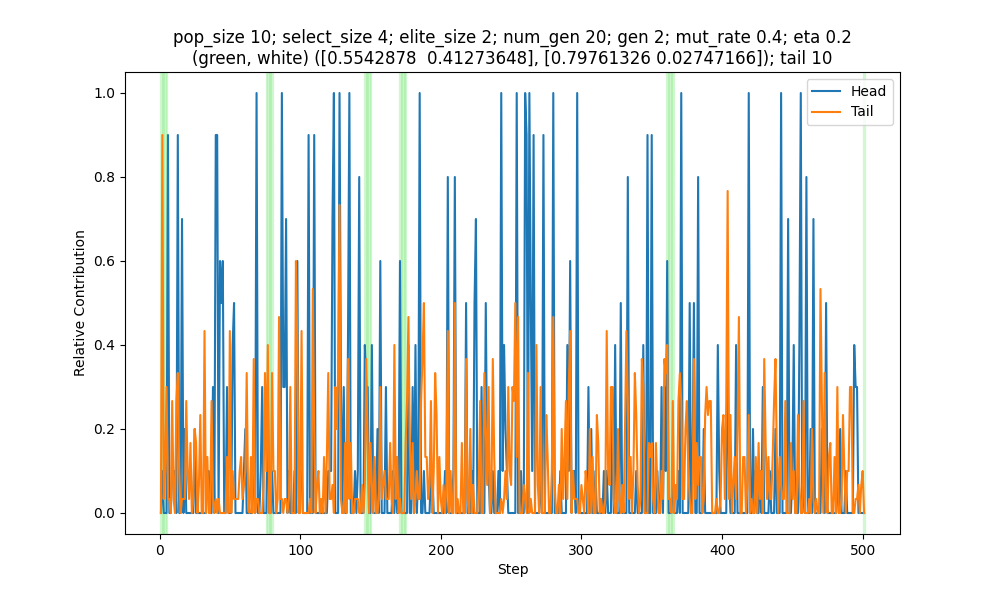 pop_size 10; select_size 4; elite_size 2; num_gen 20; gen 2; mut_rate 0.4; eta 0.2
(green, white) ([0.5542878  0.41273648], [0.79761326 0.02747166]); tail 10
Head
Tail
1.0
0.8
0.6
0.4
0.2
0.0
Relative Contribution
0
100
200
300
400
500
Step